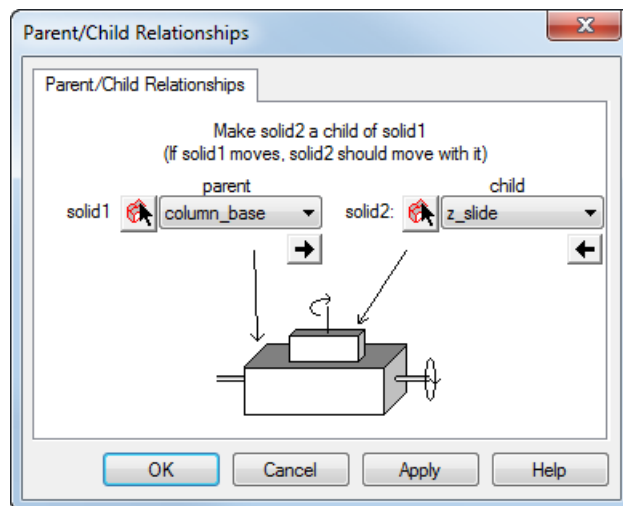 Parent/Child Relationships
Parent/Child Relationships
Make solid2 a child of solid1
(If solid1 moves, solid2 should move with it)
parent child
solid1 column_base solid2: z_slide
OK Cancel Apply Help